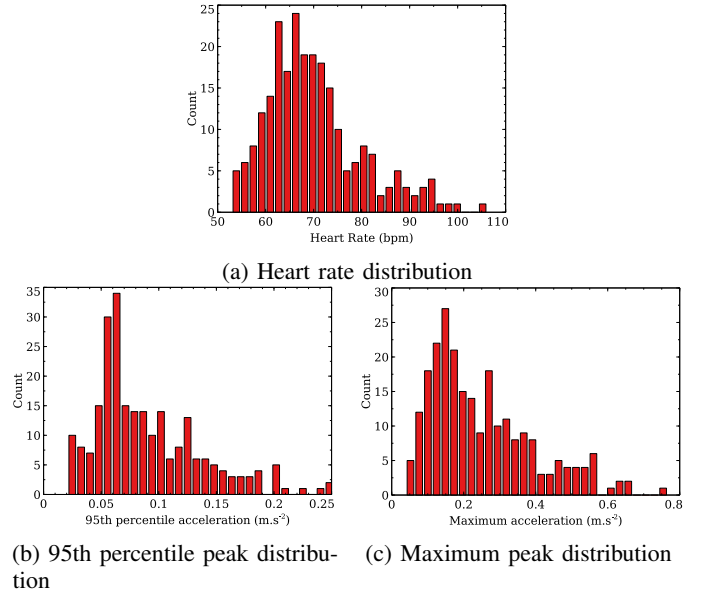 25
20
15
10
5
0
Count
50 60 70 80 90 100 110
Heart Rate (bpm)
(a) Heart rate distribution
35
30
25
20
15
10
5
0
Count
0 0.05 0.1 0.15 0.2 0.25
95th percentile acceleration (m.s⁻²)
(b) 95th percentile peak distribu-
tion
30
25
20
15
10
5
0
Count
0 0.2 0.4 0.6 0.8
Maximum acceleration (m.s⁻²)
(c) Maximum peak distribution